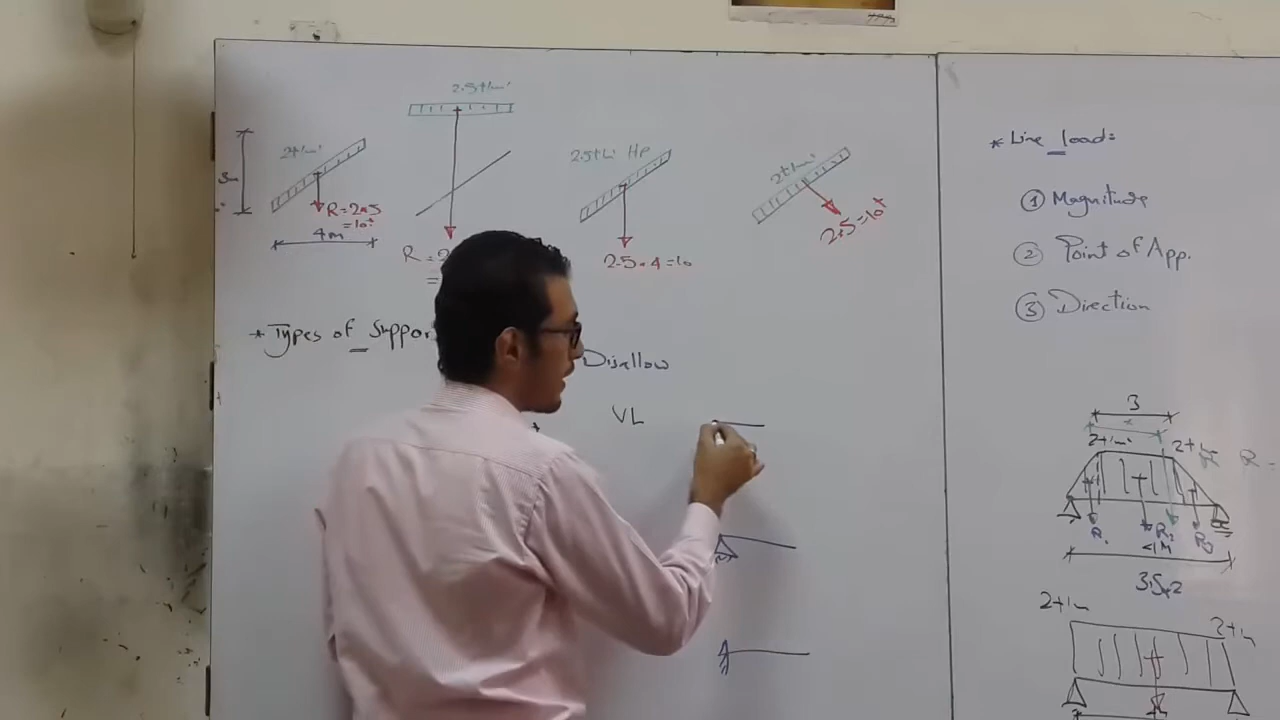 2.5t/m'
2t/m'
3m
R=2*5
=10t
4m
R=2
=
2.5t/m' HP
2.5*4=10
2t/m'
2*5=10t
* Types of Suppor
Disallow
VL
* Line load:
① Magnitude
② Point of App.
③ Direction
3
x
2t/m'
R1
R2
R3
3.5*2
2t/m
2t/m
R=